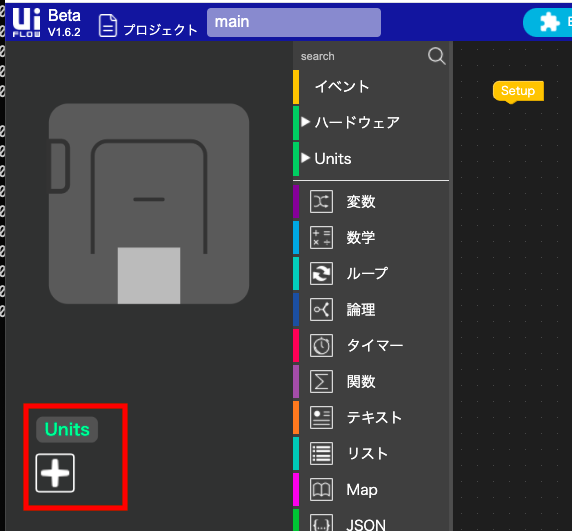 Ui
FLOW
Beta
V1.6.2
プロジェクト
main
search
イベント
ハードウェア
Units
変数
数学
ループ
論理
タイマー
関数
テキスト
リスト
Map
JSON
Setup
Units